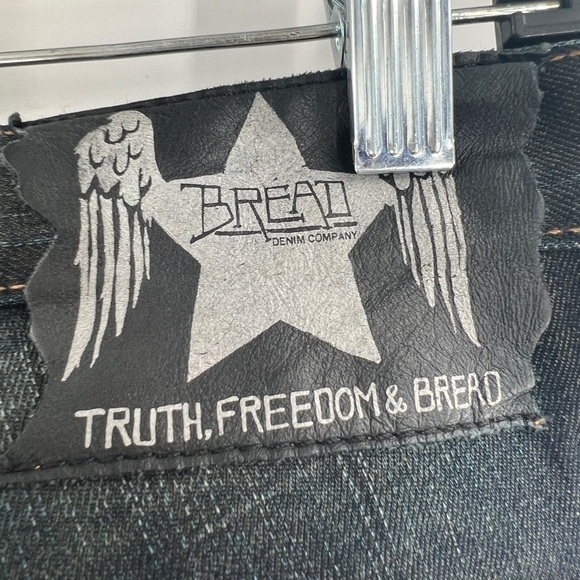 BREAD
DENIM COMPANY
TRUTH, FREEDOM & BREAD